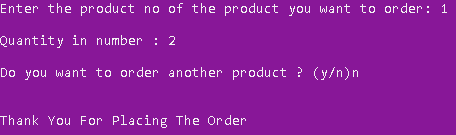 Enter the product no of the product you want to order: 1
Quantity in number : 2
Do you want to order another product ? (y/n)n
Thank You For Placing The Order